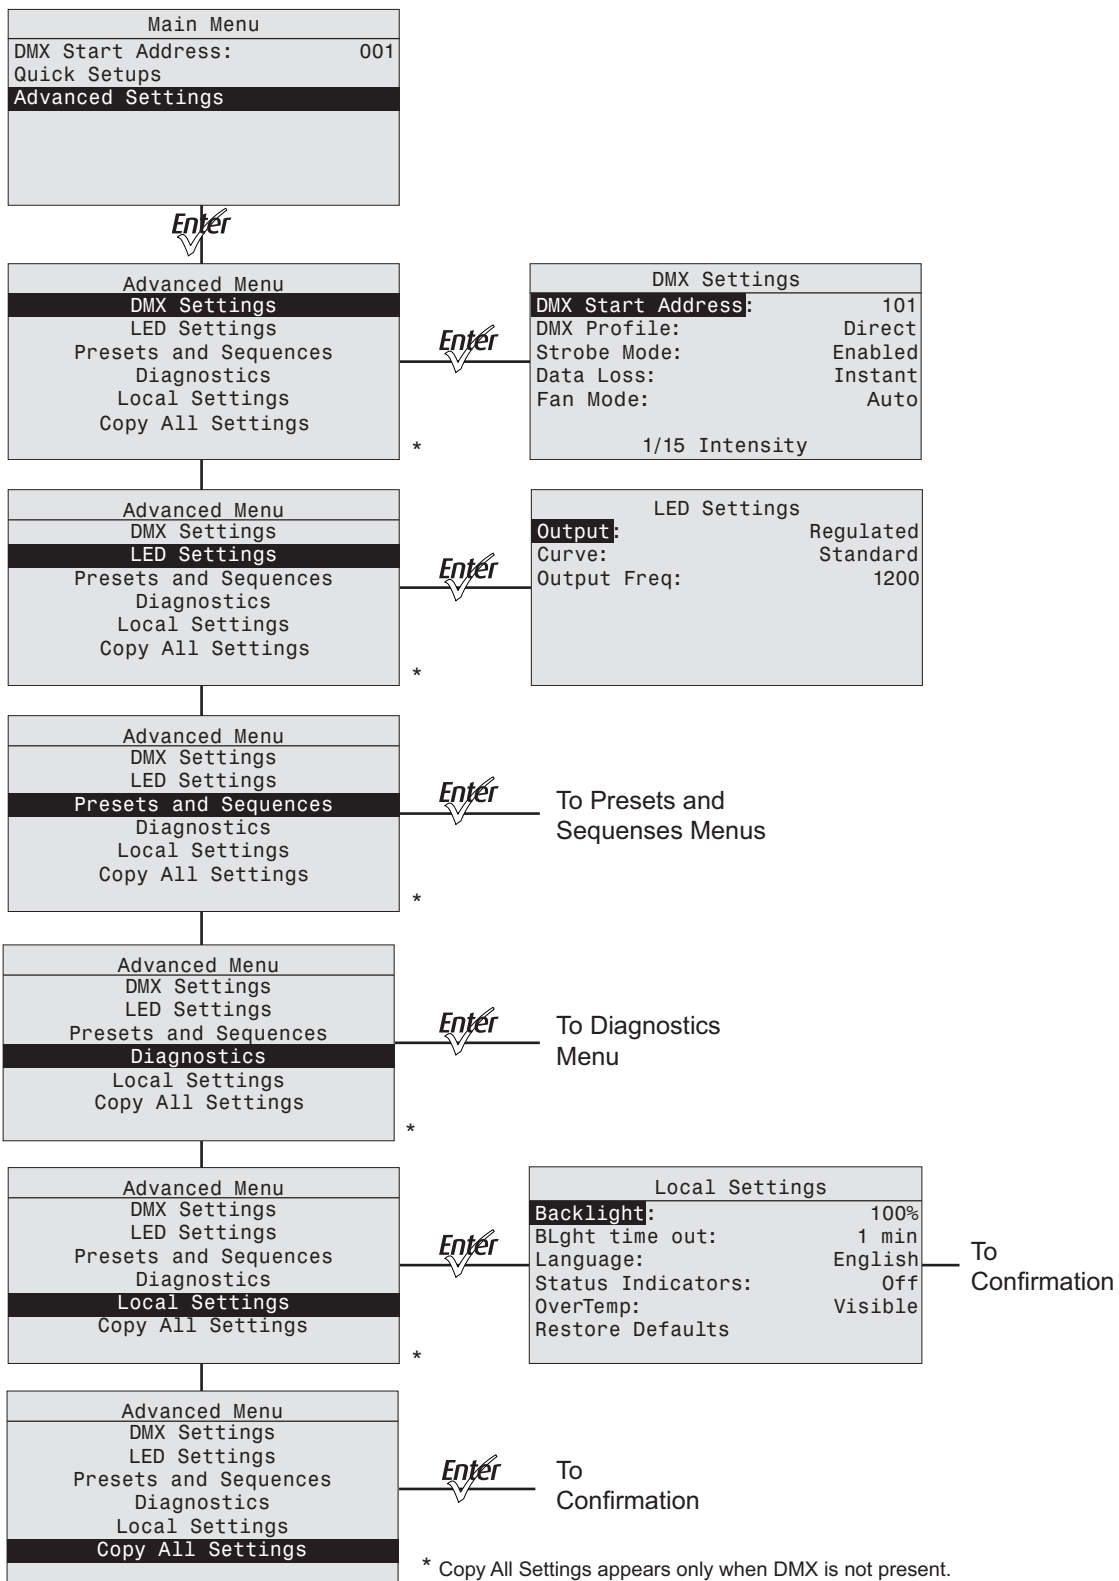 Main Menu
DMX Start Address: 001
Quick Setups
Advanced Settings
Enter
Advanced Menu
DMX Settings
LED Settings
Presets and Sequences
Diagnostics
Local Settings
Copy All Settings
*
Enter
DMX Settings
DMX Start Address: 101
DMX Profile: Direct
Strobe Mode: Enabled
Data Loss: Instant
Fan Mode: Auto
1/15 Intensity
Advanced Menu
DMX Settings
LED Settings
Presets and Sequences
Diagnostics
Local Settings
Copy All Settings
*
Enter
LED Settings
Output: Regulated
Curve: Standard
Output Freq: 1200
Advanced Menu
DMX Settings
LED Settings
Presets and Sequences
Diagnostics
Local Settings
Copy All Settings
*
Enter
To Presets and
Sequenses Menus
Advanced Menu
DMX Settings
LED Settings
Presets and Sequences
Diagnostics
Local Settings
Copy All Settings
*
Enter
To Diagnostics
Menu
Advanced Menu
DMX Settings
LED Settings
Presets and Sequences
Diagnostics
Local Settings
Copy All Settings
*
Enter
Local Settings
Backlight: 100%
BLght time out: 1 min
Language: English
Status Indicators: Off
OverTemp: Visible
Restore Defaults
To
Confirmation
Advanced Menu
DMX Settings
LED Settings
Presets and Sequences
Diagnostics
Local Settings
Copy All Settings
Enter
To
Confirmation
* Copy All Settings appears only when DMX is not present.